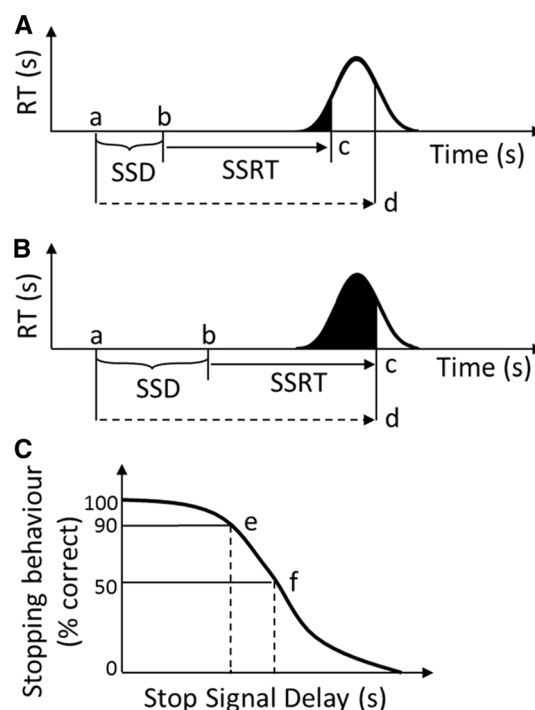 A
RT (s)
a
b
SSD
SSRT
c
Time (s)
d
B
RT (s)
a
b
SSD
SSRT
c
Time (s)
d
C
Stopping behaviour
(% correct)
100
90
e
50
f
0
Stop Signal Delay (s)